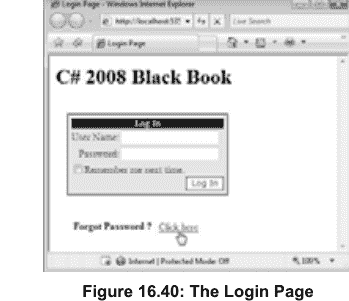 Login Page - Windows Internet Explorer
Live Search
Login Page
C# 2008 Black Book
Log In
User Name:
Password:
Remember me next time.
Log In
Forgot Password ? Click here
Internet | Protected Mode: Off
100%
Figure 16.40: The Login Page